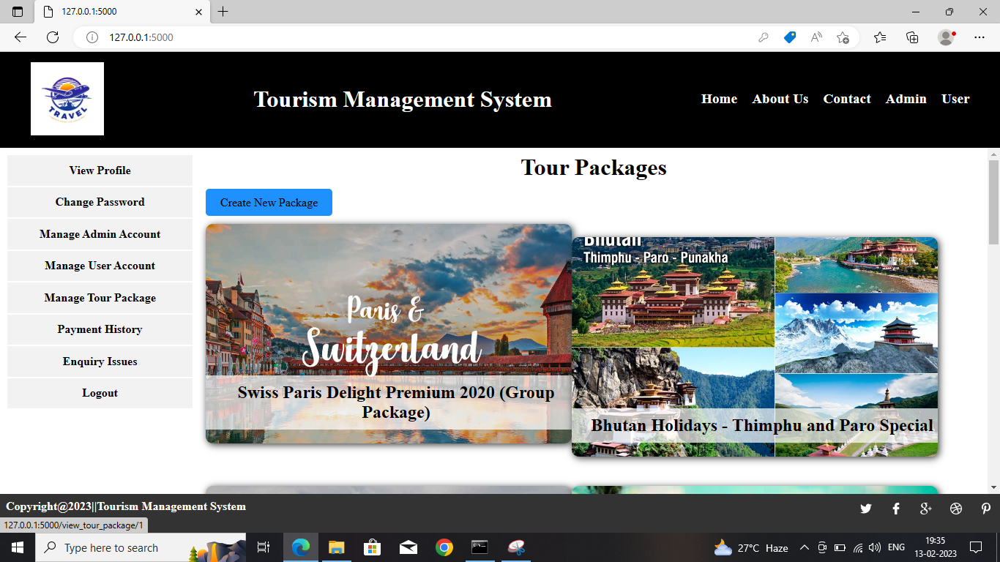 127.0.0.1:5000
127.0.0.1:5000
TRAVEL
Tourism Management System
Home About Us Contact Admin User
View Profile
Change Password
Manage Admin Account
Manage User Account
Manage Tour Package
Payment History
Enquiry Issues
Logout
Tour Packages
Create New Package
Paris &
Switzerland
Swiss Paris Delight Premium 2020 (Group
Package)
Bhutan
Thimphu - Paro - Punakha
Bhutan Holidays - Thimphu and Paro Special
Copyright@2023||Tourism Management System
127.0.0.1:5000/view_tour_package/1
Type here to search
27°C Haze
ENG
19:35
13-02-2023